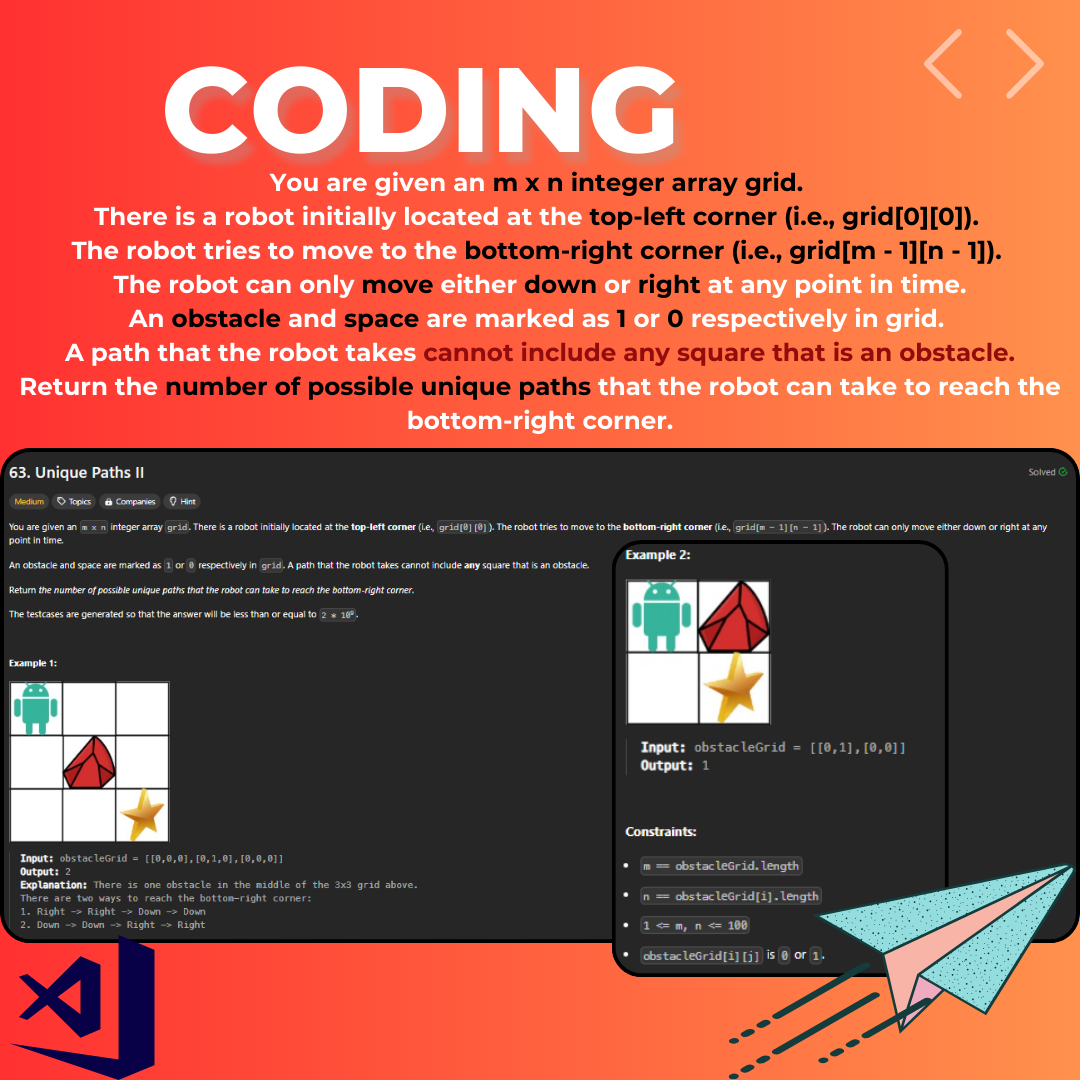 CODING
You are given an m x n integer array grid.
There is a robot initially located at the top-left corner (i.e., grid[0][0]).
The robot tries to move to the bottom-right corner (i.e., grid[m - 1][n - 1]).
The robot can only move either down or right at any point in time.
An obstacle and space are marked as 1 or 0 respectively in grid.
A path that the robot takes cannot include any square that is an obstacle.
Return the number of possible unique paths that the robot can take to reach the
bottom-right corner.
63. Unique Paths II
Solved
Medium Topics Companies Hint
You are given an m x n integer array grid. There is a robot initially located at the top-left corner (i.e., grid[0][0]). The robot tries to move to the bottom-right corner (i.e., grid[m - 1][n - 1]). The robot can only move either down or right at any
point in time.
An obstacle and space are marked as 1 or 0 respectively in grid. A path that the robot takes cannot include any square that is an obstacle.
Return the number of possible unique paths that the robot can take to reach the bottom-right corner.
The testcases are generated so that the answer will be less than or equal to 2 * 10⁹.
Example 1:
Input: obstacleGrid = [[0,0,0],[0,1,0],[0,0,0]]
Output: 2
Explanation: There is one obstacle in the middle of the 3x3 grid above.
There are two ways to reach the bottom-right corner:
1. Right -> Right -> Down -> Down
2. Down -> Down -> Right -> Right
Example 2:
Input: obstacleGrid = [[0,1],[0,0]]
Output: 1
Constraints:
• m == obstacleGrid.length
• n == obstacleGrid[i].length
• 1 <= m, n <= 100
• obstacleGrid[i][j] is 0 or 1.